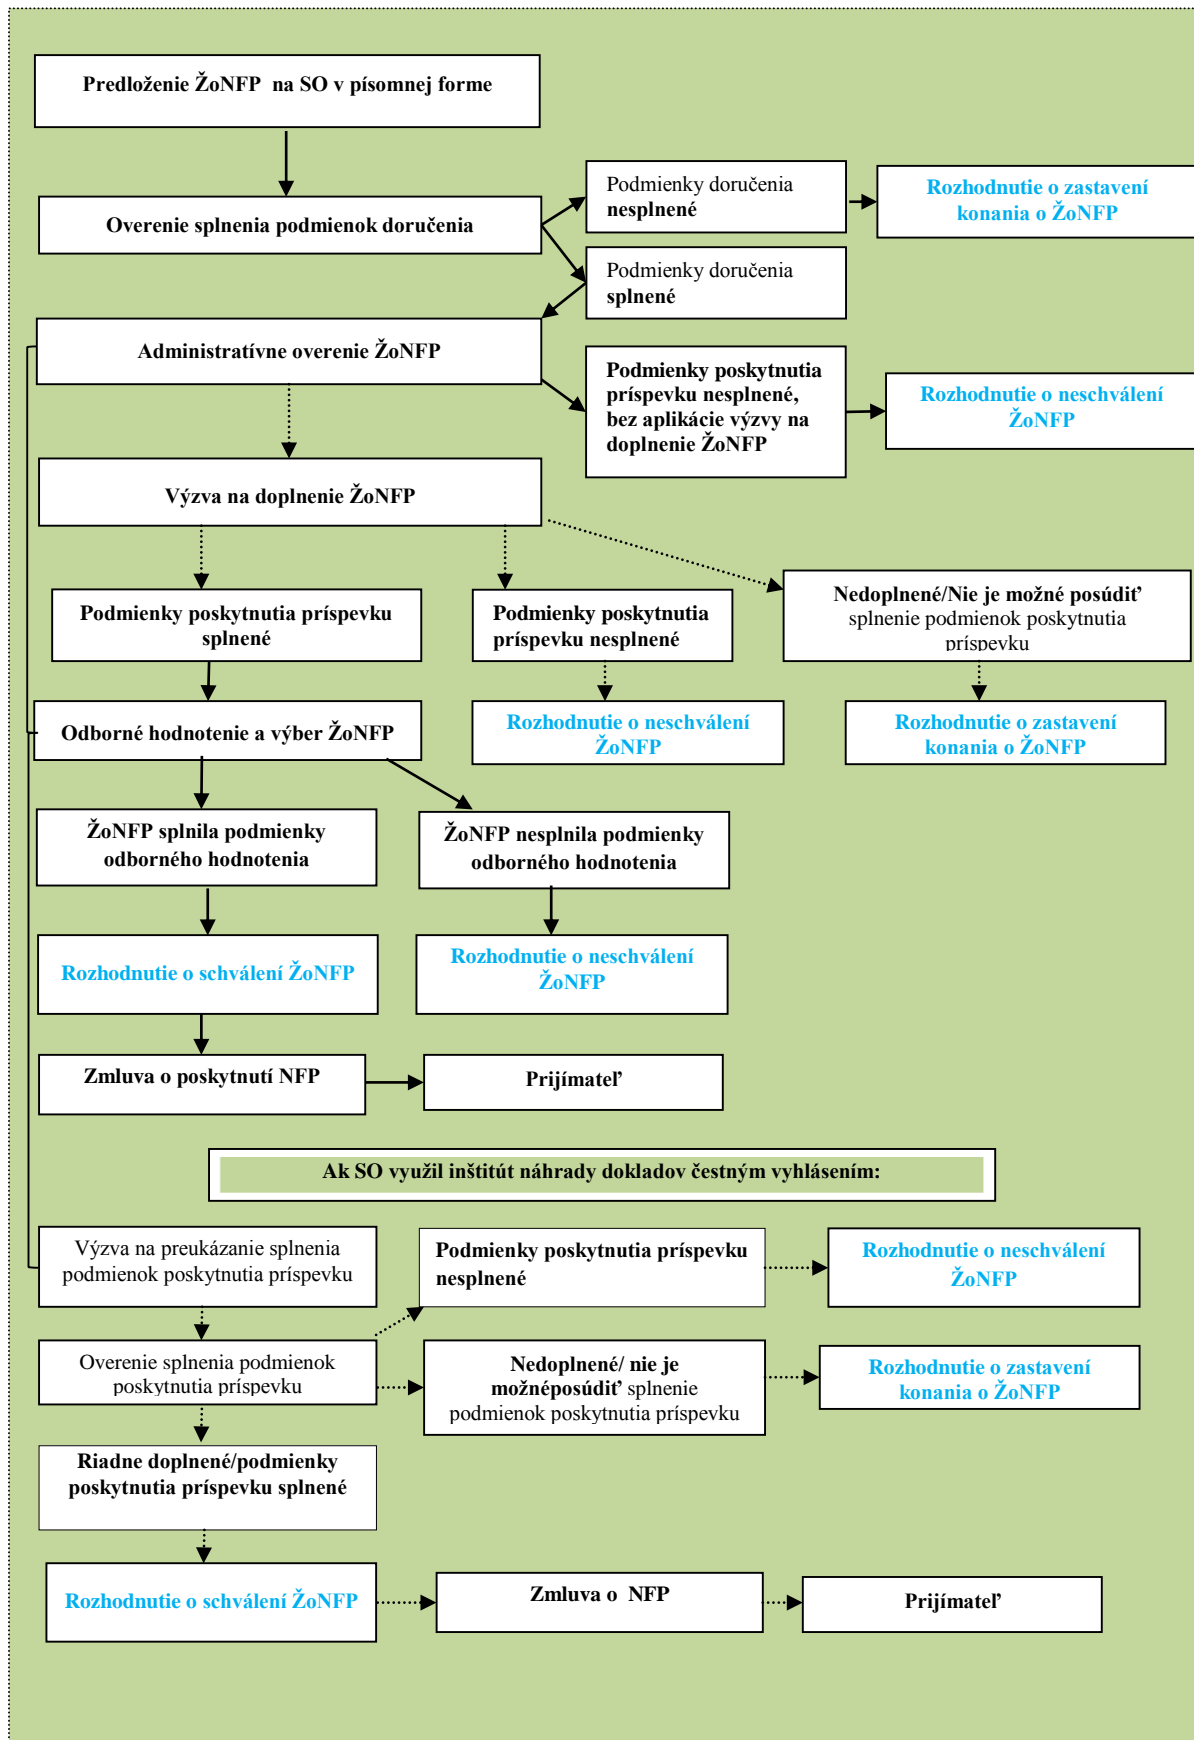 Predloženie ŽoNFP na SO v písomnej forme
Podmienky doručenia
nesplnené
Rozhodnutie o zastavení
konania o ŽoNFP
Overenie splnenia podmienok doručenia
Podmienky doručenia
splnené
Administratívne overenie ŽoNFP
Podmienky poskytnutia
príspevku nesplnené,
bez aplikácie výzvy na
doplnenie ŽoNFP
Rozhodnutie o neschválení
ŽoNFP
Výzva na doplnenie ŽoNFP
Podmienky poskytnutia príspevku
splnené
Podmienky poskytnutia
príspevku nesplnené
Nedoplnené/Nie je možné posúdiť
splnenie podmienok poskytnutia
príspevku
Odborné hodnotenie a výber ŽoNFP
Rozhodnutie o neschválení
ŽoNFP
Rozhodnutie o zastavení
konania o ŽoNFP
ŽoNFP splnila podmienky
odborného hodnotenia
ŽoNFP nesplnila podmienky
odborného hodnotenia
Rozhodnutie o schválení ŽoNFP
Rozhodnutie o neschválení
ŽoNFP
Zmluva o poskytnutí NFP
Prijímateľ
Ak SO využil inštitút náhrady dokladov čestným vyhlásením:
Výzva na preukázanie splnenia
podmienok poskytnutia príspevku
Podmienky poskytnutia príspevku
nesplnené
Rozhodnutie o neschválení
ŽoNFP
Overenie splnenia podmienok
poskytnutia príspevku
Nedoplnené/ nie je
možnéposúdiť splnenie
podmienok poskytnutia príspevku
Rozhodnutie o zastavení
konania o ŽoNFP
Riadne doplnené/podmienky
poskytnutia príspevku splnené
Rozhodnutie o schválení ŽoNFP
Zmluva o NFP
Prijímateľ